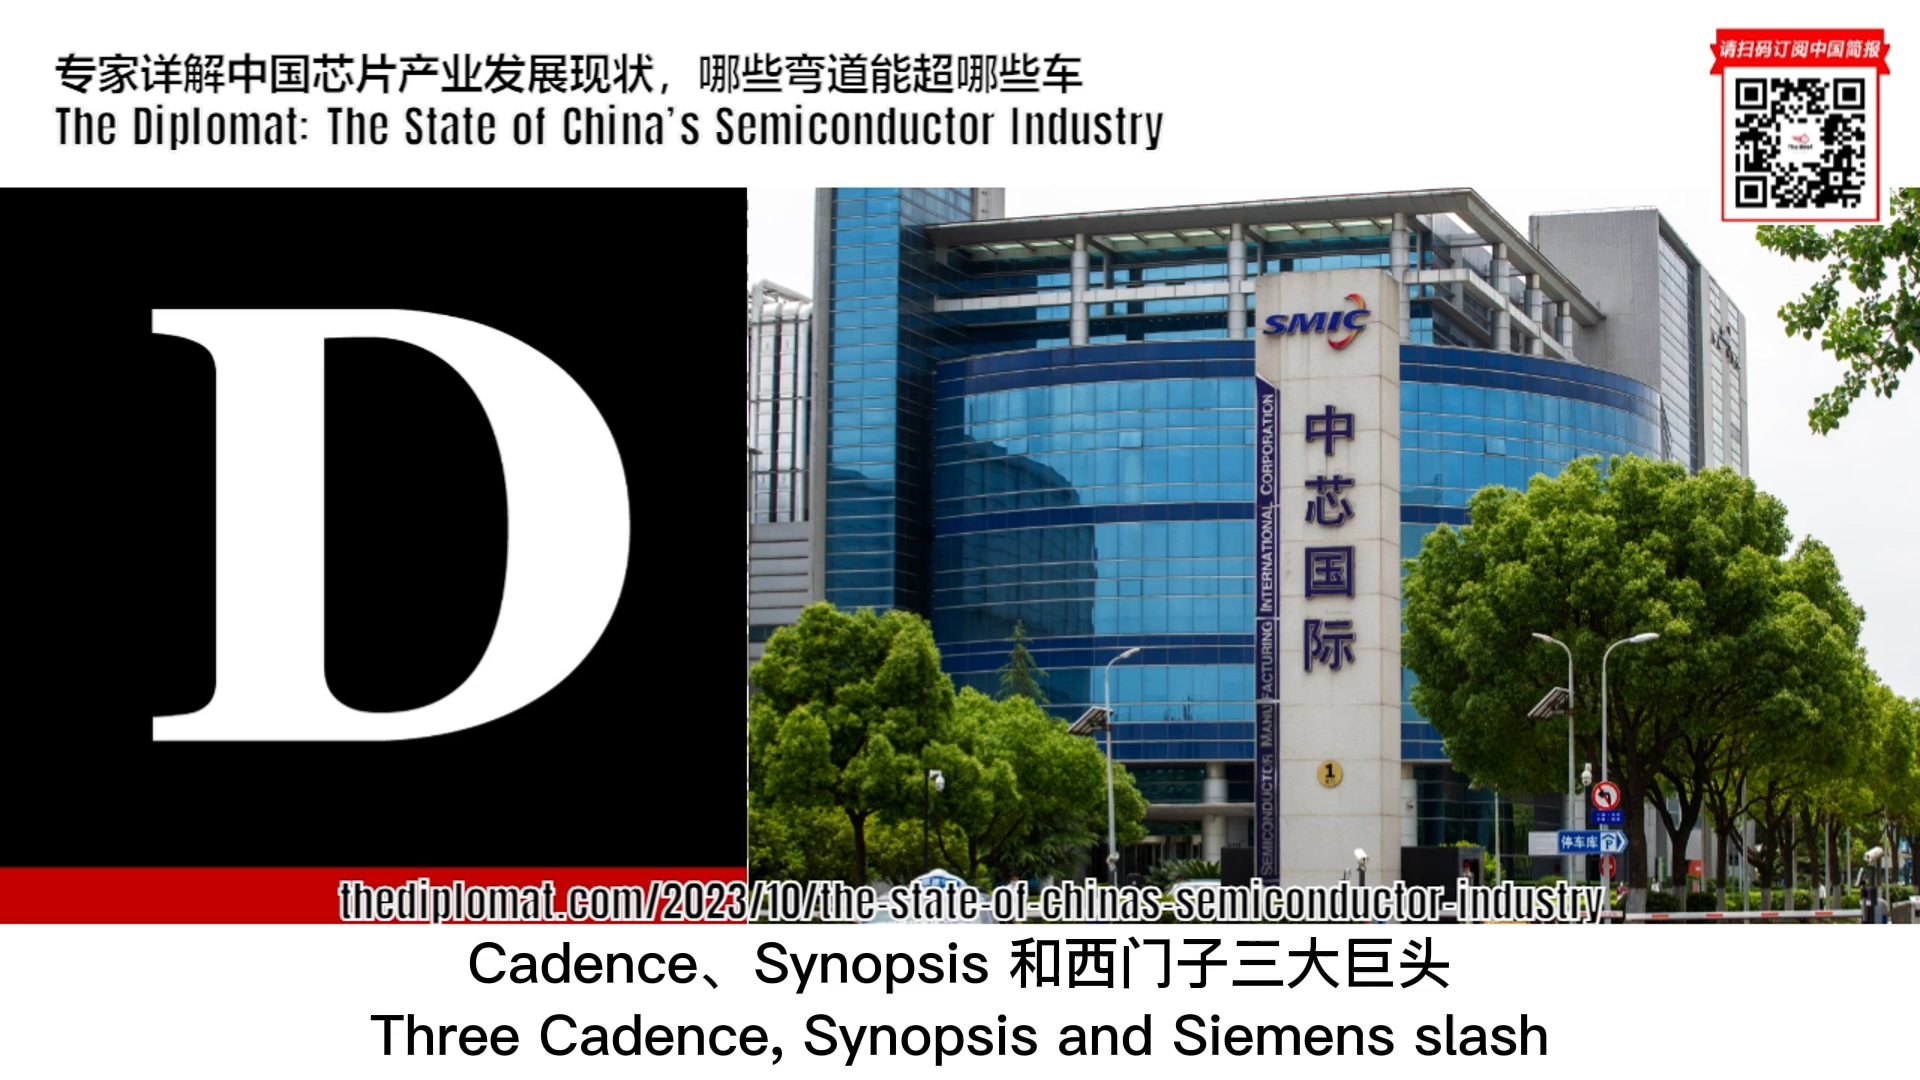 专家详解中国芯片产业发展现状，哪些弯道能超哪些车
The Diplomat: The State of China’s Semiconductor Industry
请扫码订阅中国简报
D
SMIC
中芯国际
SEMICONDUCTOR MANUFACTURING INTERNATIONAL CORPORATION
1
停车库 P
thediplomat.com/2023/10/the-state-of-chinas-semiconductor-industry
Cadence、Synopsis 和西门子三大巨头
Three Cadence, Synopsis and Siemens slash